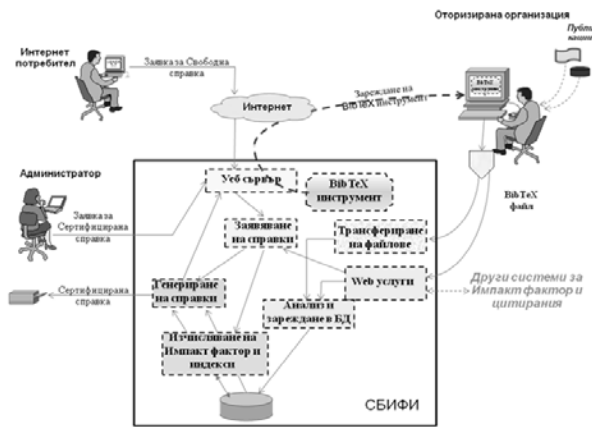 Оторизирана организация
Интернет
потребител
Заявка за Свободна
справка
Интернет
Зареждане на
BibTeX инструмент
Администратор
Уеб сървър
BibTeX
инструмент
BibTeX
файл
Заявка за
Сертифицирана
справка
Заявяване
на справки
Трансфериране
на файлове
Сертифицирана
справка
Генериране
на справки
Web услуги
Други системи за
Импакт фактор и
цитирания
Анализ и
зареждане в БД
Изчисляване на
Импакт фактор и
индекси
СБИФИ